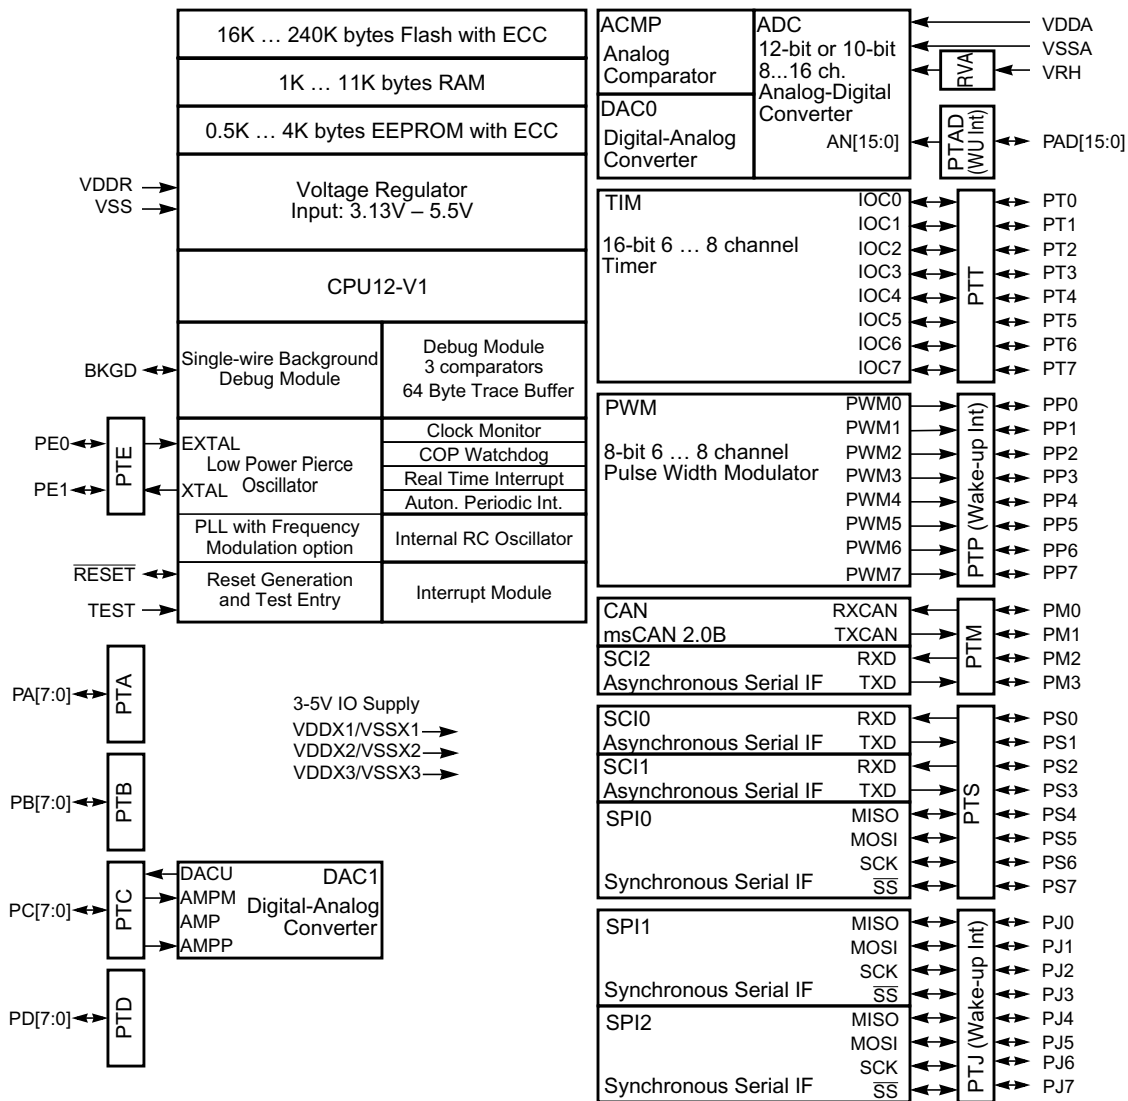 16K … 240K bytes Flash with ECC
1K … 11K bytes RAM
0.5K … 4K bytes EEPROM with ECC
VDDR
VSS
Voltage Regulator
Input: 3.13V – 5.5V
CPU12-V1
BKGD
Single-wire Background
Debug Module
Debug Module
3 comparators
64 Byte Trace Buffer
PE0
PE1
PTE
EXTAL
Low Power Pierce
Oscillator
XTAL
Clock Monitor
COP Watchdog
Real Time Interrupt
Auton. Periodic Int.
PLL with Frequency
Modulation option
Internal RC Oscillator
RESET
TEST
Reset Generation
and Test Entry
Interrupt Module
PA[7:0]
PTA
3-5V IO Supply
VDDX1/VSSX1
VDDX2/VSSX2
VDDX3/VSSX3
PB[7:0]
PTB
PC[7:0]
PTC
DACU
AMPM
AMP
AMPP
DAC1
Digital-Analog
Converter
PD[7:0]
PTD
ACMP
Analog
Comparator
DAC0
Digital-Analog
Converter
ADC
12-bit or 10-bit
8...16 ch.
Analog-Digital
Converter
AN[15:0]
RVA
VDDA
VSSA
VRH
PTAD
(WU Int)
PAD[15:0]
TIM
16-bit 6 … 8 channel
Timer
IOC0
IOC1
IOC2
IOC3
IOC4
IOC5
IOC6
IOC7
PTT
PT0
PT1
PT2
PT3
PT4
PT5
PT6
PT7
PWM
8-bit 6 … 8 channel
Pulse Width Modulator
PWM0
PWM1
PWM2
PWM3
PWM4
PWM5
PWM6
PWM7
PTP (Wake-up Int)
PP0
PP1
PP2
PP3
PP4
PP5
PP6
PP7
CAN
msCAN 2.0B
RXCAN
TXCAN
SCI2
Asynchronous Serial IF
RXD
TXD
PTM
PM0
PM1
PM2
PM3
SCI0
Asynchronous Serial IF
RXD
TXD
SCI1
Asynchronous Serial IF
RXD
TXD
SPI0
Synchronous Serial IF
MISO
MOSI
SCK
SS
PTS
PS0
PS1
PS2
PS3
PS4
PS5
PS6
PS7
SPI1
Synchronous Serial IF
MISO
MOSI
SCK
SS
SPI2
Synchronous Serial IF
MISO
MOSI
SCK
SS
PTJ (Wake-up Int)
PJ0
PJ1
PJ2
PJ3
PJ4
PJ5
PJ6
PJ7